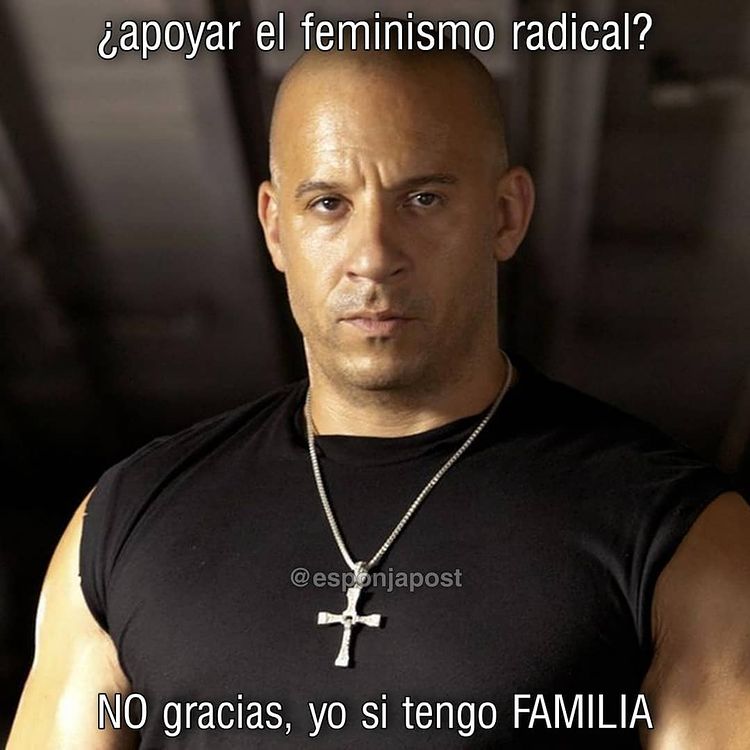 ¿apoyar el feminismo radical?
@esponjapost
NO gracias, yo si tengo FAMILIA